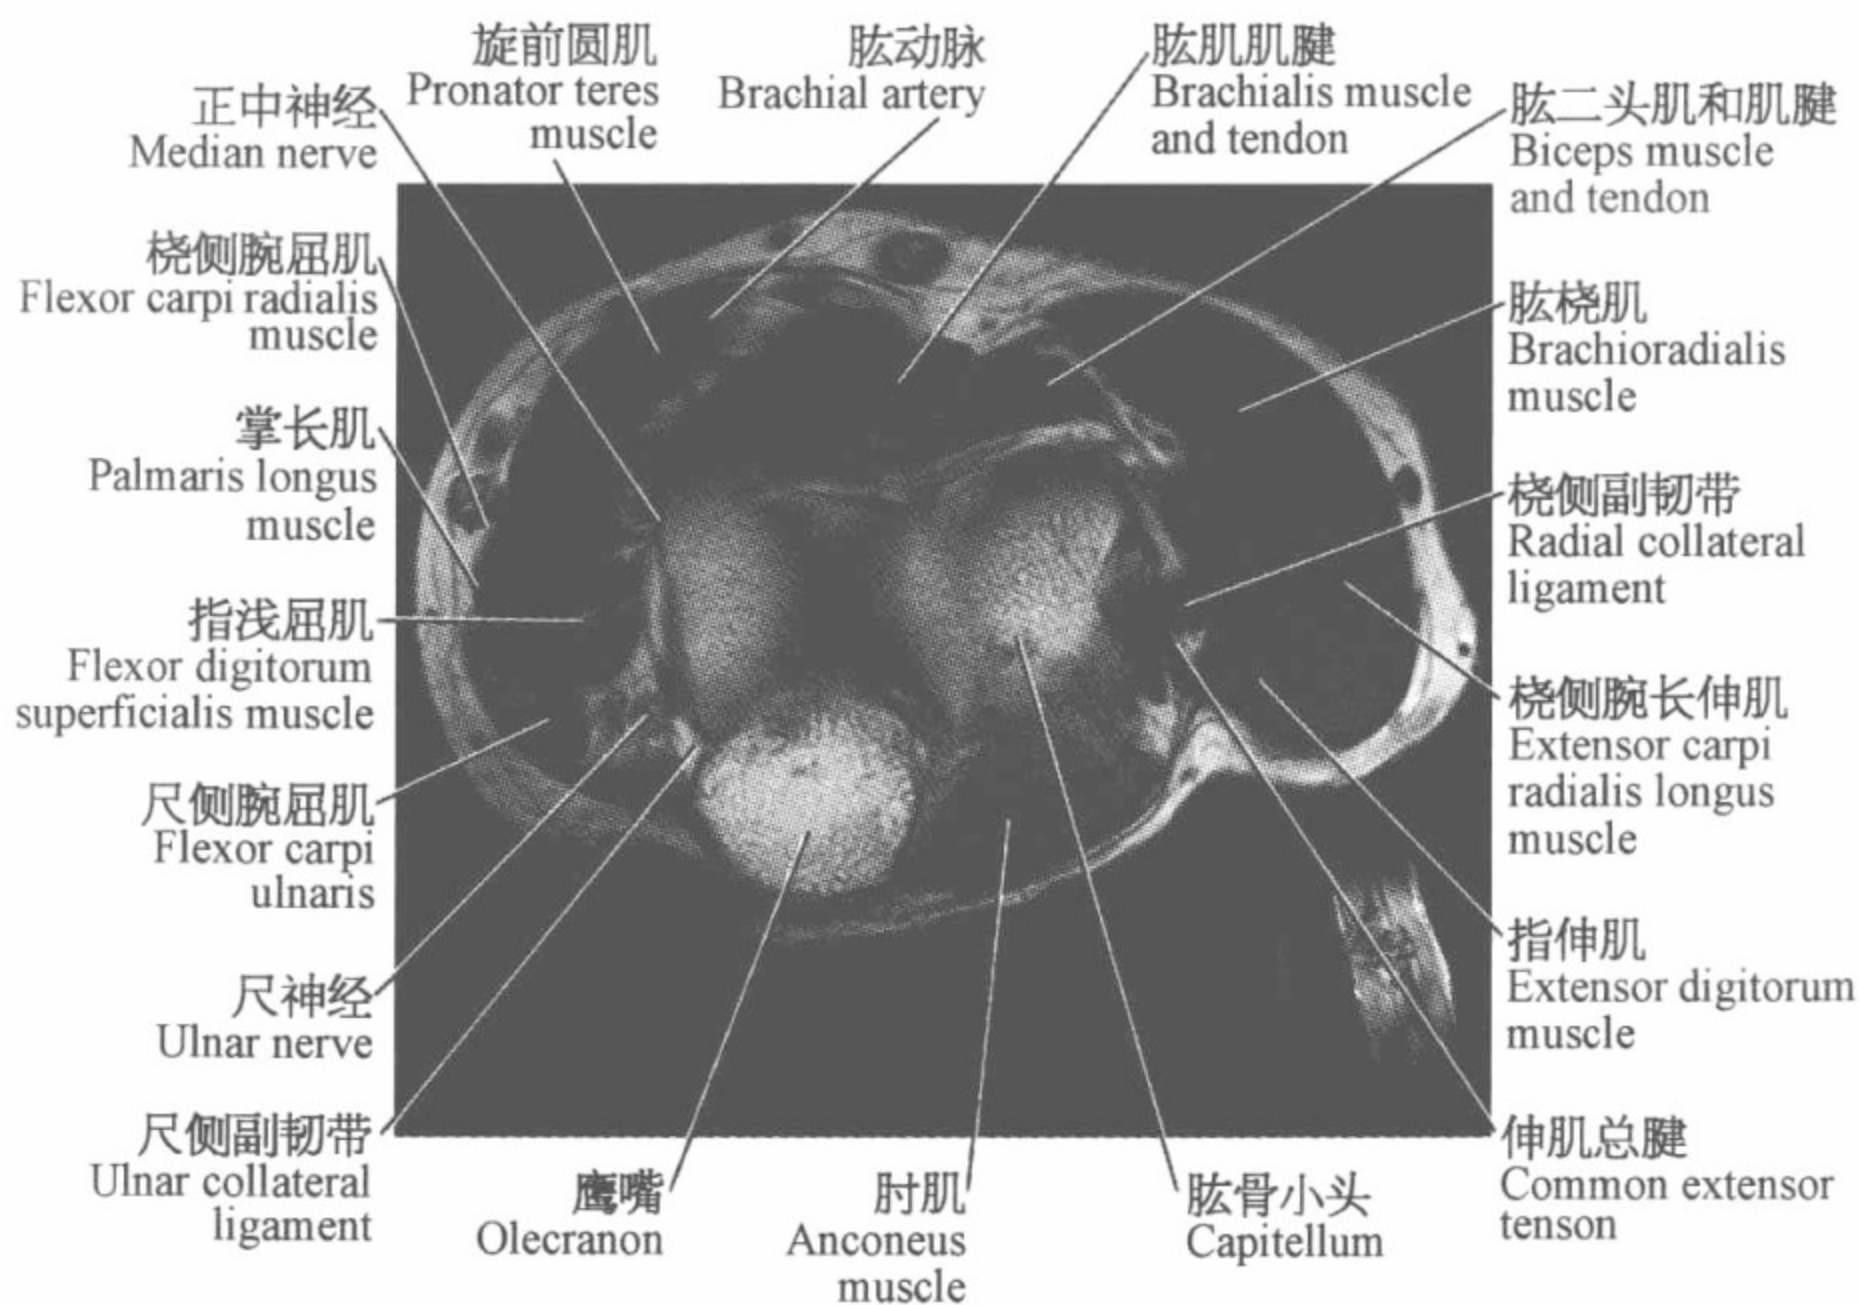 旋前圆肌
Pronator teres
muscle
肱动脉
Brachial artery
肱肌肌腱
Brachialis muscle
and tendon
肱二头肌和肌腱
Biceps muscle
and tendon
正中神经
Median nerve
桡侧腕屈肌
Flexor carpi radialis
muscle
掌长肌
Palmaris longus
muscle
指浅屈肌
Flexor digitorum
superficialis muscle
尺侧腕屈肌
Flexor carpi
ulnaris
尺神经
Ulnar nerve
尺侧副韧带
Ulnar collateral
ligament
肱桡肌
Brachioradialis
muscle
桡侧副韧带
Radial collateral
ligament
桡侧腕长伸肌
Extensor carpi
radialis longus
muscle
指伸肌
Extensor digitorum
muscle
伸肌总腱
Common extensor
tenson
鹰嘴
Olecranon
肘肌
Anconeus
muscle
肱骨小头
Capitellum